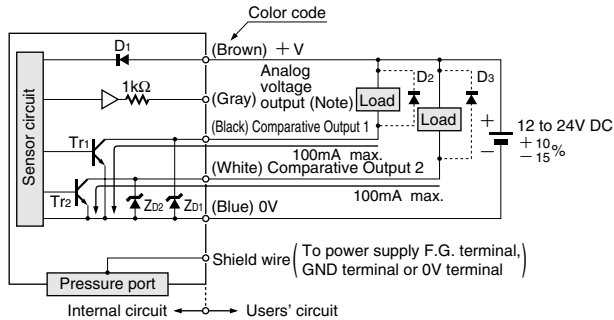 Color code
D1
(Brown) +V
Analog
voltage
output (Note)
1kΩ
(Gray)
D2
D3
Load
Load
(Black) Comparative Output 1
Tr1
100mA max.
12 to 24V DC
+10
−15 %
+
−
(White) Comparative Output 2
Tr2
100mA max.
ZD2
ZD1
(Blue) 0V
Sensor circuit
Shield wire (To power supply F.G. terminal,
GND terminal or 0V terminal)
Pressure port
Internal circuit
Users' circuit